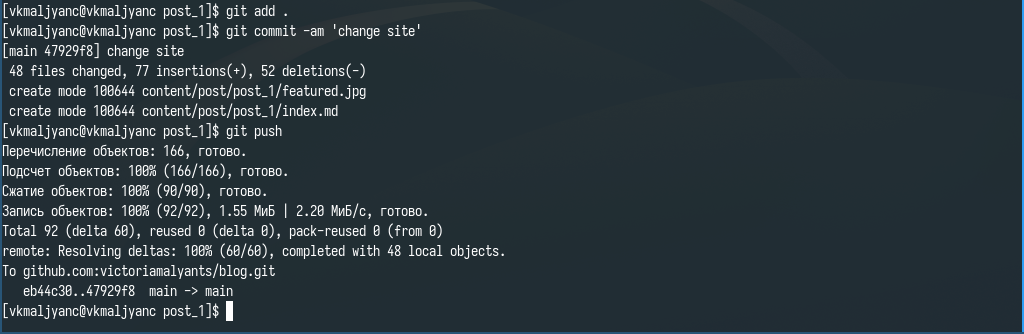 [vkmaljyanc@vkmaljyanc post_1]$ git add .
[vkmaljyanc@vkmaljyanc post_1]$ git commit -am 'change site'
[main 47929f8] change site
 48 files changed, 77 insertions(+), 52 deletions(-)
 create mode 100644 content/post/post_1/featured.jpg
 create mode 100644 content/post/post_1/index.md
[vkmaljyanc@vkmaljyanc post_1]$ git push
Перечисление объектов: 166, готово.
Подсчет объектов: 100% (166/166), готово.
Сжатие объектов: 100% (90/90), готово.
Запись объектов: 100% (92/92), 1.55 МиБ | 2.20 МиБ/с, готово.
Total 92 (delta 60), reused 0 (delta 0), pack-reused 0 (from 0)
remote: Resolving deltas: 100% (60/60), completed with 48 local objects.
To github.com:victoriamalyants/blog.git
   eb44c30..47929f8  main -> main
[vkmaljyanc@vkmaljyanc post_1]$